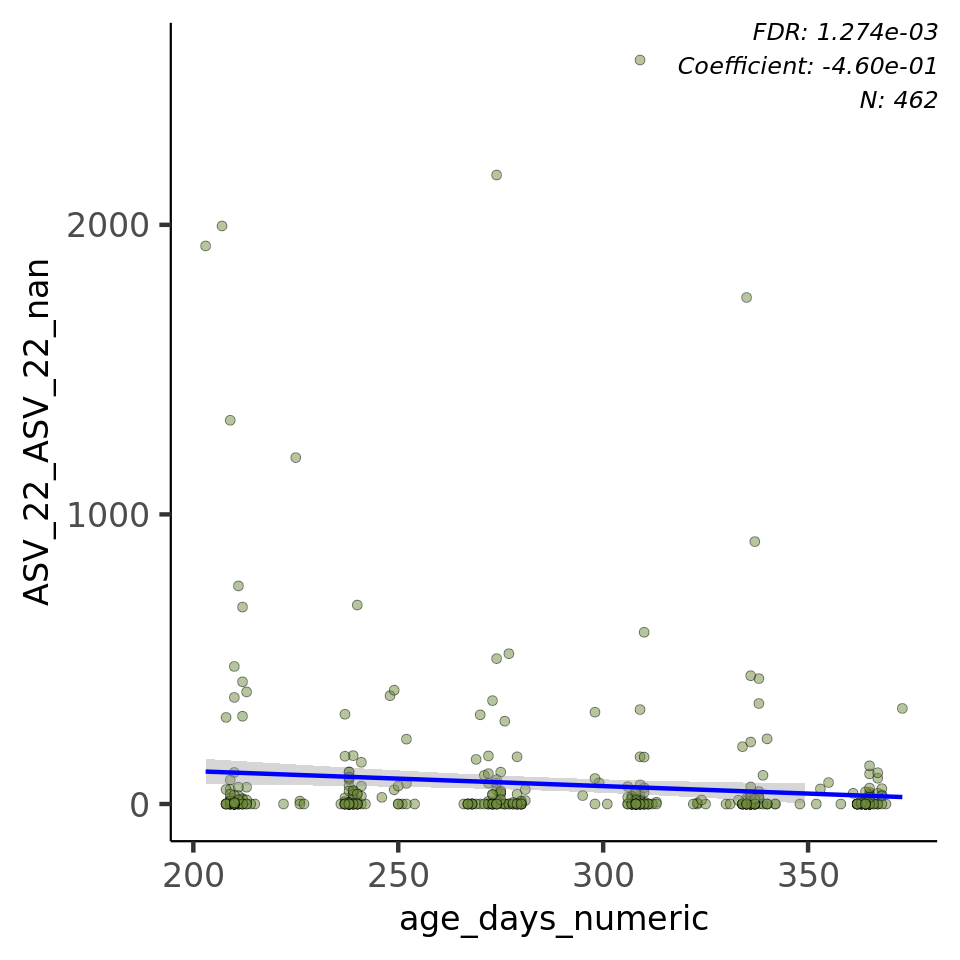 FDR: 1.274e-03
Coefficient: -4.60e-01
N: 462
2000
1000
0
ASV_22_ASV_22_nan
200 250 300 350
age_days_numeric